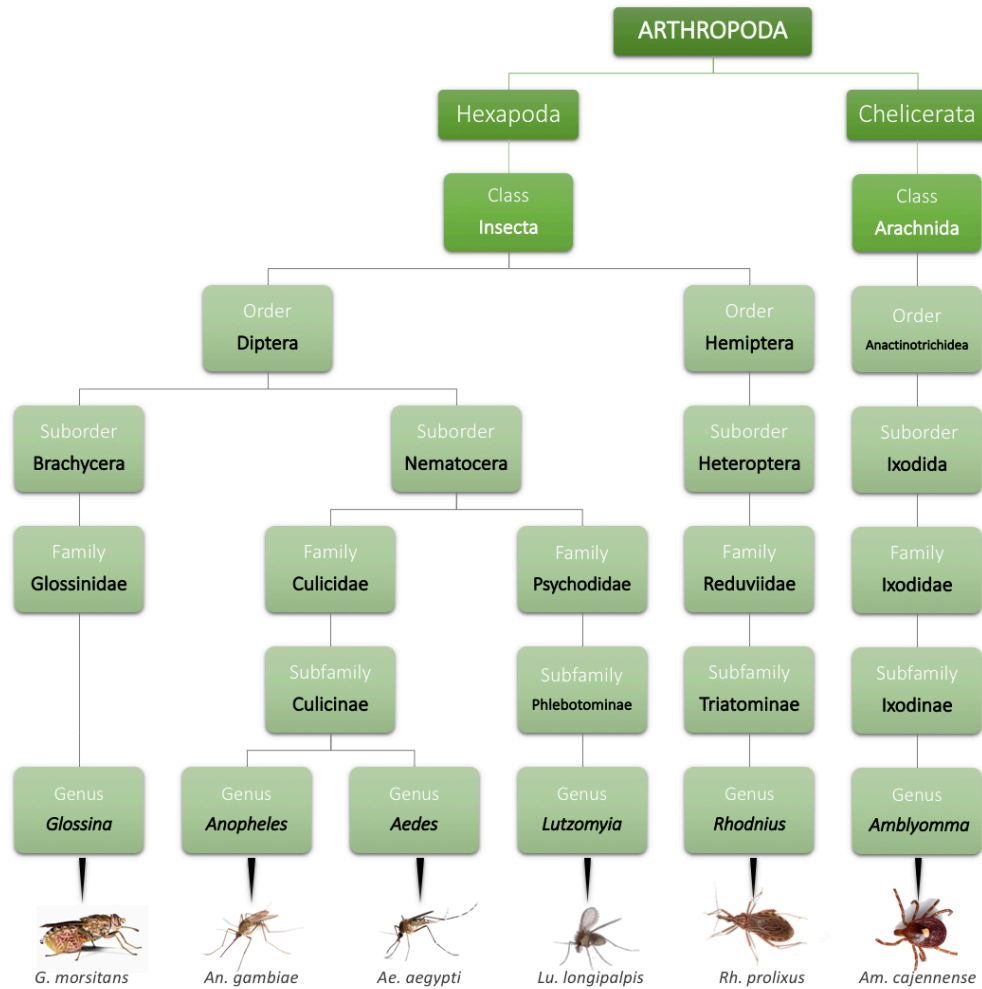 ARTHROPODA
Hexapoda
Chelicerata
Class
Insecta
Class
Arachnida
Order
Diptera
Order
Hemiptera
Order
Anactinotrichidea
Suborder
Brachycera
Suborder
Nematocera
Suborder
Heteroptera
Suborder
Ixodida
Family
Glossinidae
Family
Culicidae
Family
Psychodidae
Family
Reduviidae
Family
Ixodidae
Subfamily
Culicinae
Subfamily
Phlebotominae
Subfamily
Triatominae
Subfamily
Ixodinae
Genus
Glossina
Genus
Anopheles
Genus
Aedes
Genus
Lutzomyia
Genus
Rhodnius
Genus
Amblyomma
G. morsitans
An. gambiae
Ae. aegypti
Lu. longipalpis
Rh. prolixus
Am. cajennense